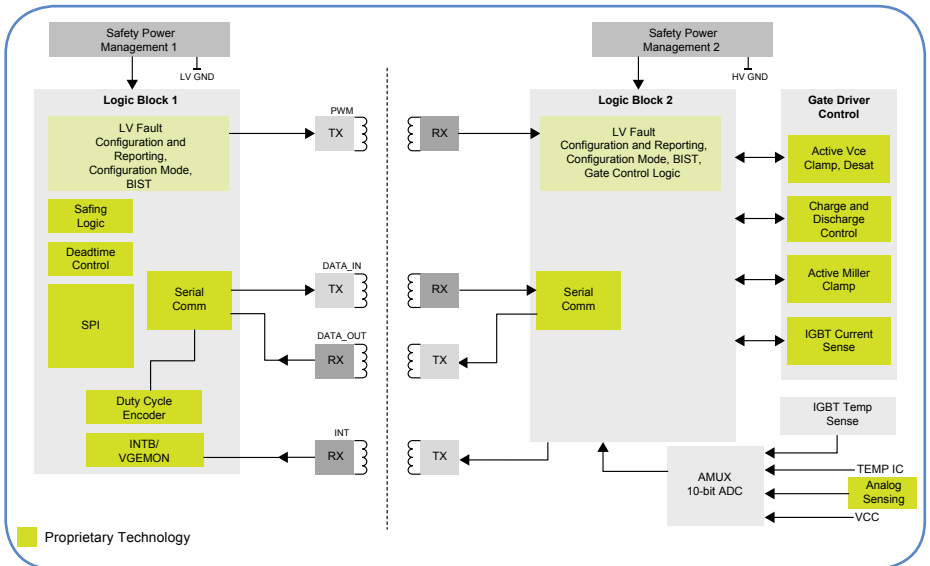 Safety Power
Management 1
LV GND
Safety Power
Management 2
HV GND
Logic Block 1
LV Fault
Configuration and
Reporting,
Configuration Mode,
BIST
Safing
Logic
Deadtime
Control
SPI
Serial
Comm
Duty Cycle
Encoder
INTB/
VGEMON
PWM
TX
DATA_IN
TX
DATA_OUT
RX
INT
RX
RX
RX
TX
TX
Logic Block 2
LV Fault
Configuration and Reporting,
Configuration Mode, BIST,
Gate Control Logic
Serial
Comm
Gate Driver
Control
Active Vce
Clamp, Desat
Charge and
Discharge
Control
Active Miller
Clamp
IGBT Current
Sense
IGBT Temp
Sense
AMUX
10-bit ADC
TEMP IC
Analog
Sensing
VCC
Proprietary Technology